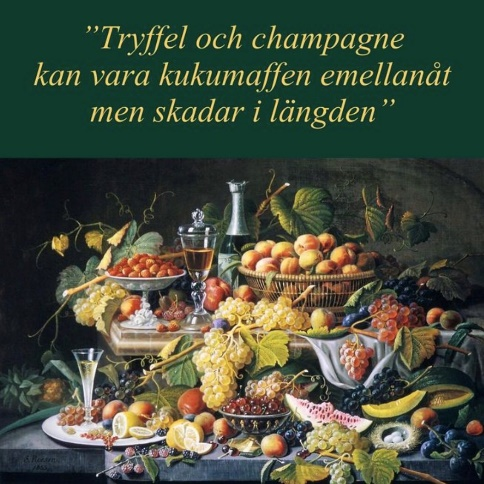 ”Tryffel och champagne
kan vara kukumaffen emellanåt
men skadar i längden”